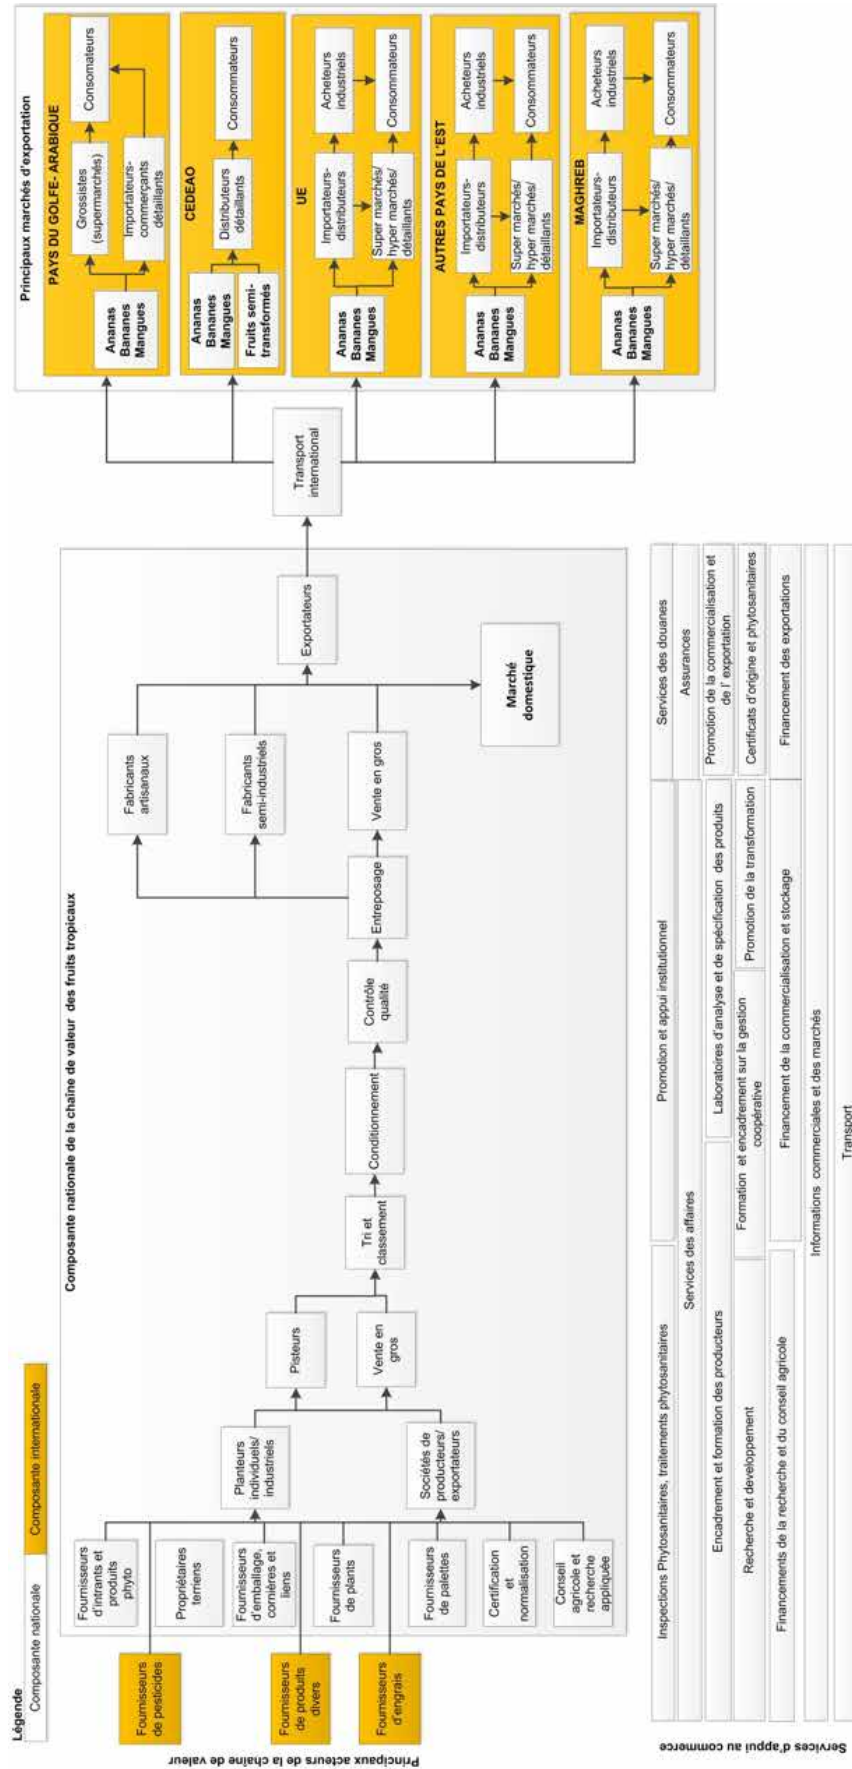 Légende
Composante nationale
Composante internationale
Principaux acteurs de la chaine de valeur
Fournisseurs
de pesticides
Fournisseurs
de produits
divers
Fournisseurs
d'engrais
Composante nationale de la chaîne de valeur des fruits tropicaux
Fournisseurs
d'intrants et
produits
phyto
Propriétaires
terriens
Fournisseurs
d'emballage,
cornières et
liens
Fournisseurs
de plants
Fournisseurs
de palettes
Certification
et
normalisation
Conseil
agricole et
recherche
appliquée
Planteurs
individuels/
industriels
Sociétés de
producteurs/
exportateurs
Pisteurs
Vente en
gros
Tri et
classement
Conditionnement
Contrôle
qualité
Entreposage
Fabricants
artisanaux
Fabricants
semi-industriels
Vente en gros
Exportateurs
Marché
domestique
Transport
international
Principaux marchés d'exportation
PAYS DU GOLFE- ARABIQUE
Ananas
Bananes
Mangues
Grossistes
(supermarchés)
Importateurs-
commerçants
détaillants
Consomateurs
CEDEAO
Ananas
Bananes
Mangues
Fruits semi-
transformés
Distributeurs
détaillants
Consommateurs
UE
Ananas
Bananes
Mangues
Importateurs-
distributeurs
Super marchés/
hyper marchés/
détaillants
Acheteurs
industriels
Consommateurs
AUTRES PAYS DE L'EST
Ananas
Bananes
Mangues
Importateurs-
distributeurs
Super marchés/
hyper marchés/
détaillants
Acheteurs
industriels
Consommateurs
MAGHREB
Ananas
Bananes
Mangues
Importateurs-
distributeurs
Super marchés/
hyper marchés/
détaillants
Acheteurs
industriels
Consommateurs
Services d'appui au commerce
Inspections Phytosanitaires, traitements phytosanitaires
Promotion et appui institutionnel
Services des douanes
Services des affaires
Assurances
Encadrement et formation des producteurs
Laboratoires d'analyse et de spécification des produits
Promotion de la commercialisation et
de l' exportation
Recherche et developpement
Formation et encadrement sur la gestion
coopérative
Promotion de la transformation
Certificats d'origine et phytosanitaires
Financements de la recherche et du conseil agricole
Financement de la commercialisation et stockage
Financement des exportations
Informations commerciales et des marchés
Transport